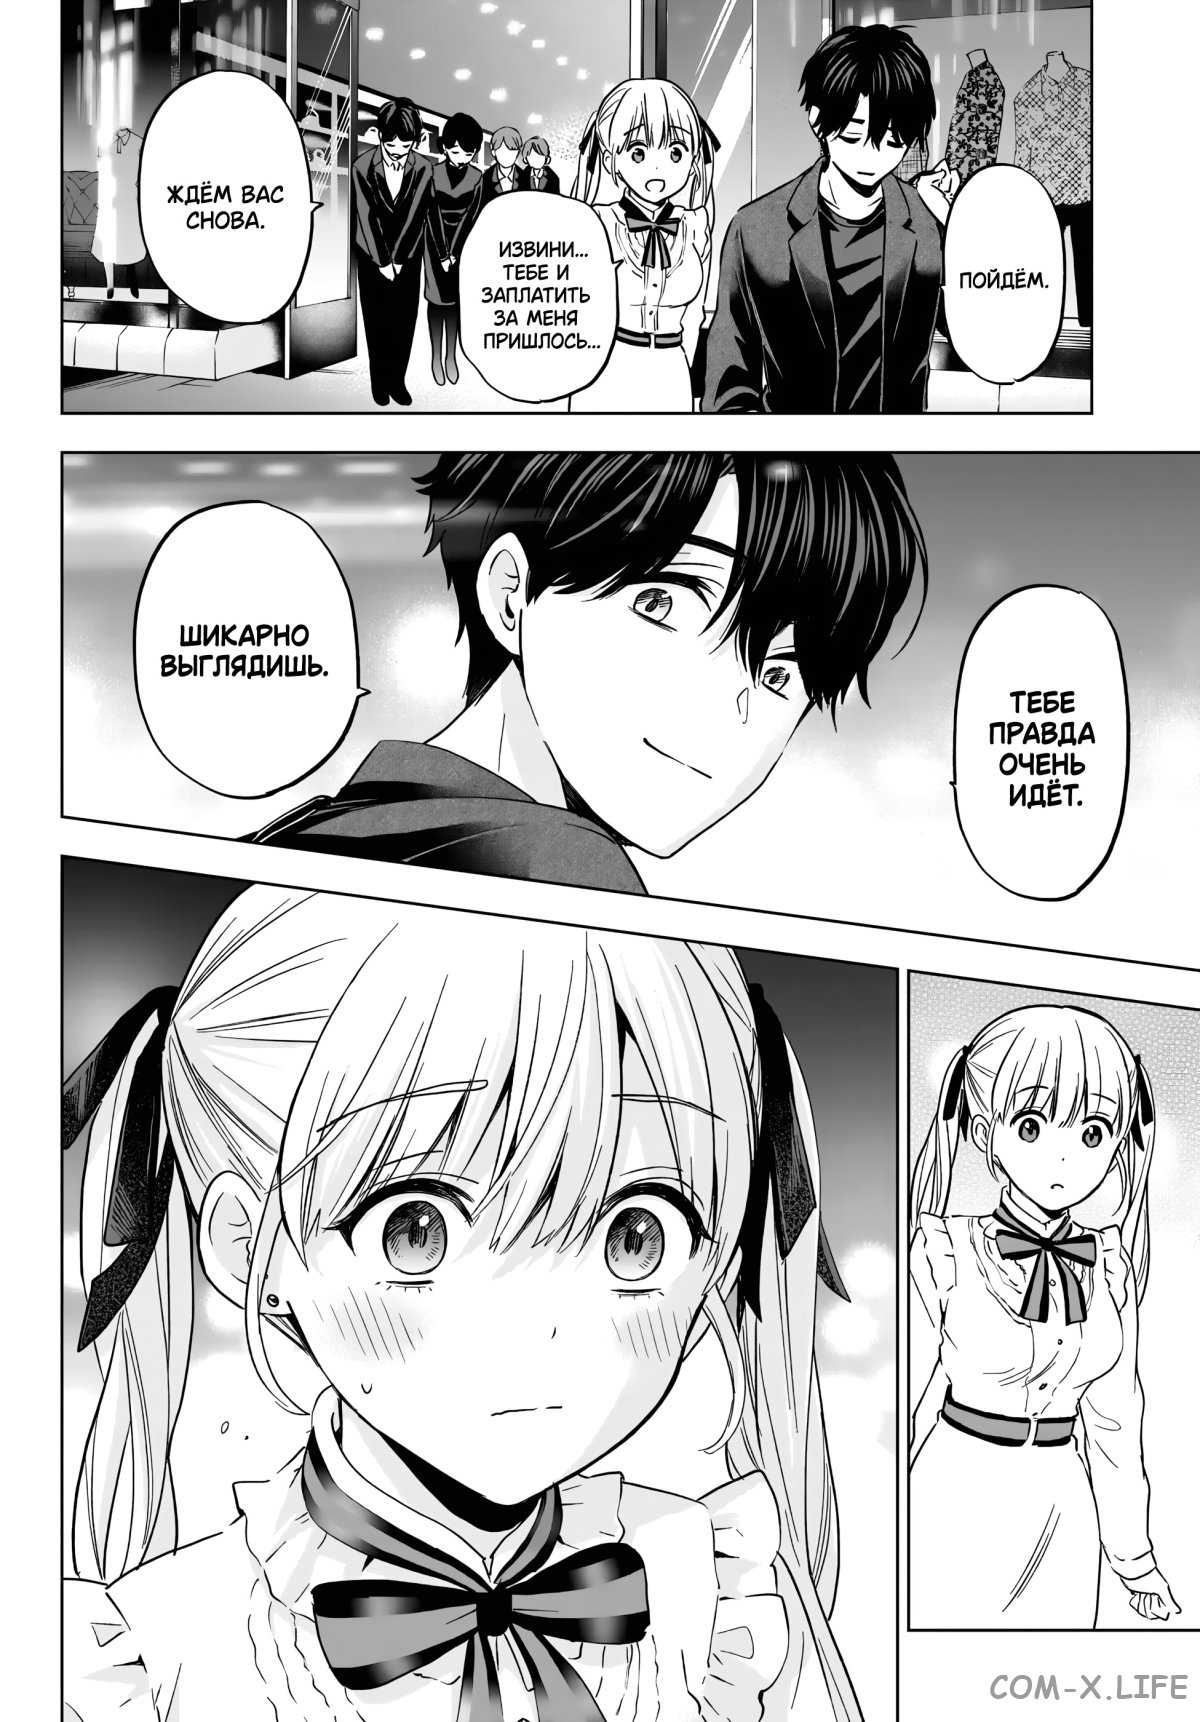 ПОЙДЁМ.
ИЗВИНИ...
ТЕБЕ И
ЗАПЛАТИТЬ
ЗА МЕНЯ
ПРИШЛОСЬ...
ЖДЁМ ВАС
СНОВА.
ТЕБЕ
ПРАВДА
ОЧЕНЬ
ИДЁТ.
ШИКАРНО
ВЫГЛЯДИШЬ.
COM-X.LIFE